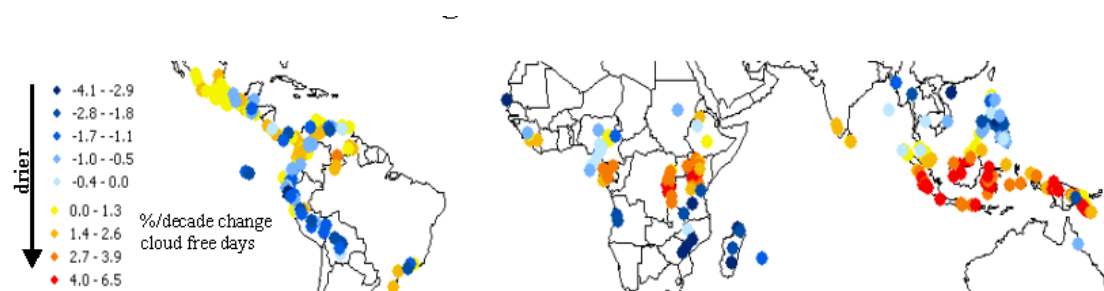 drier
-4.1 - -2.9
-2.8 - -1.8
-1.7 - -1.1
-1.0 - -0.5
-0.4 - 0.0
0.0 - 1.3
1.4 - 2.6
2.7 - 3.9
4.0 - 6.5
%/decade change
cloud free days